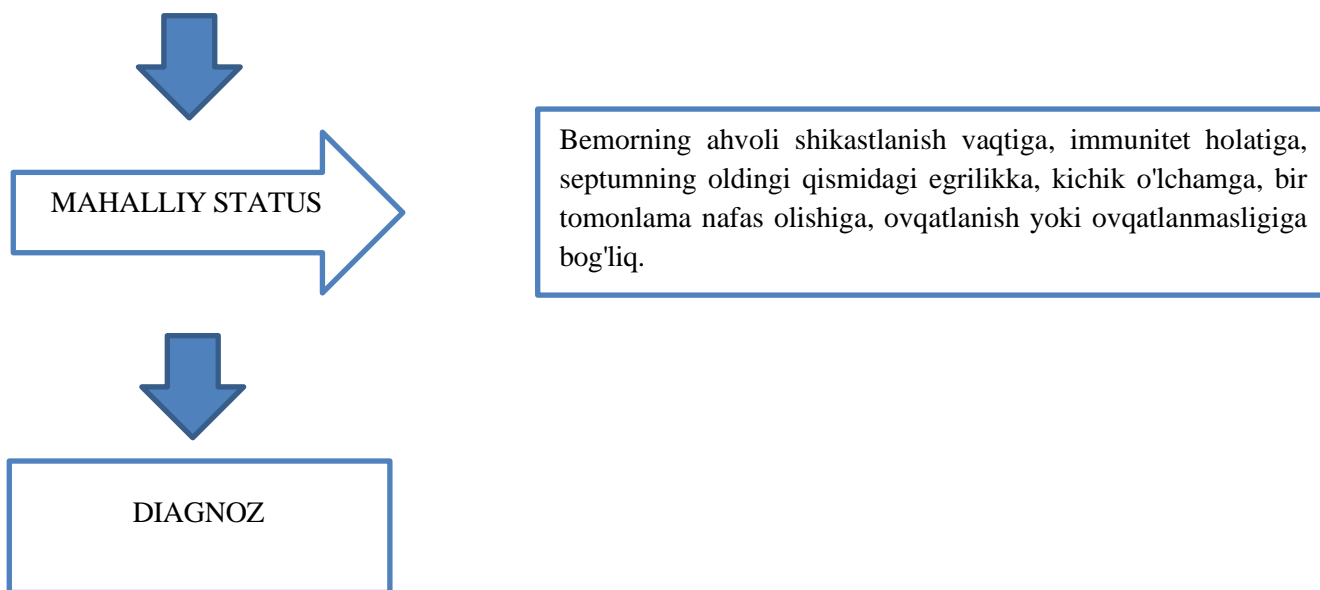 MAHALLIY STATUS
Bemorning ahvoli shikastlanish vaqtiga, immunitet holatiga,
septumning oldingi qismidagi egrilikka, kichik o'lchamga, bir
tomonlama nafas olishiga, ovqatlanish yoki ovqatlanmasligiga
bog'liq.
DIAGNOZ